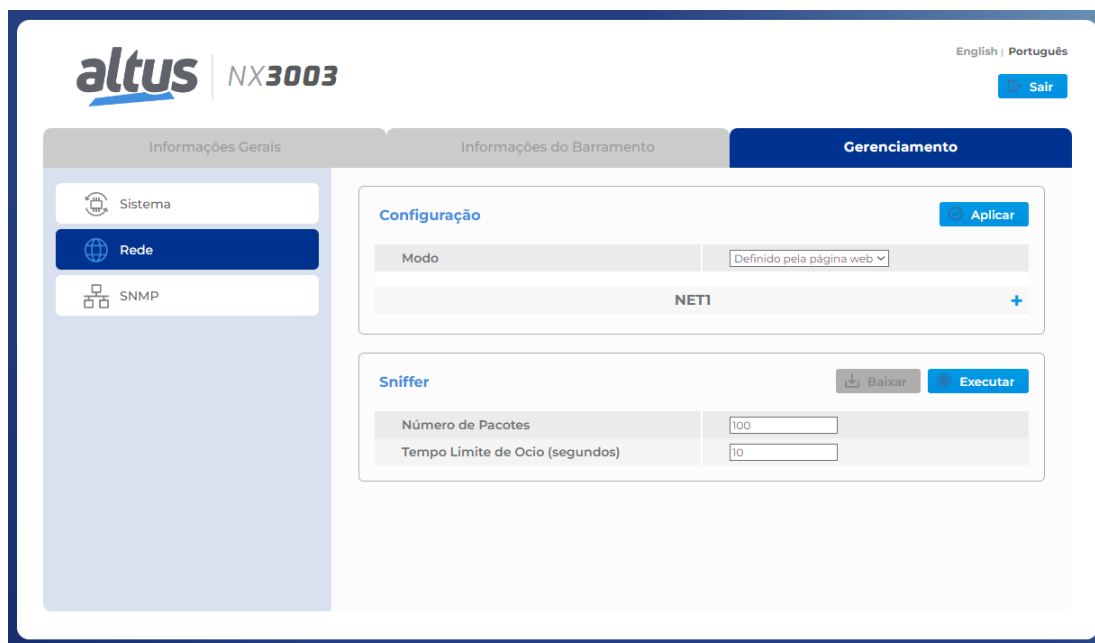 English | Português
altus NX3003
Sair
Informações Gerais
Informações do Barramento
Gerenciamento
Sistema
Rede
SNMP
Configuração
Aplicar
Modo
Definido pela página web
NET1 +
Sniffer
Baixar
Executar
Número de Pacotes
100
Tempo Limite de Ocio (segundos)
10